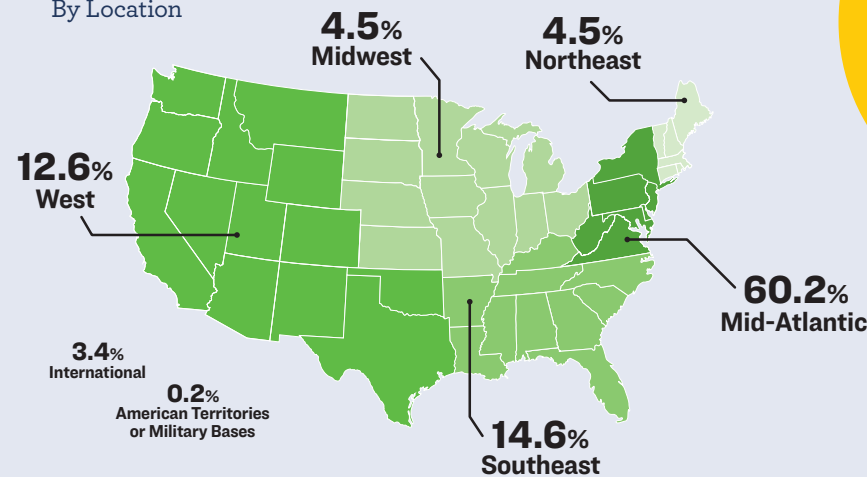 By Location
4.5%
Midwest
4.5%
Northeast
12.6%
West
60.2%
Mid-Atlantic
3.4%
International
0.2%
American Territories
or Military Bases
14.6%
Southeast